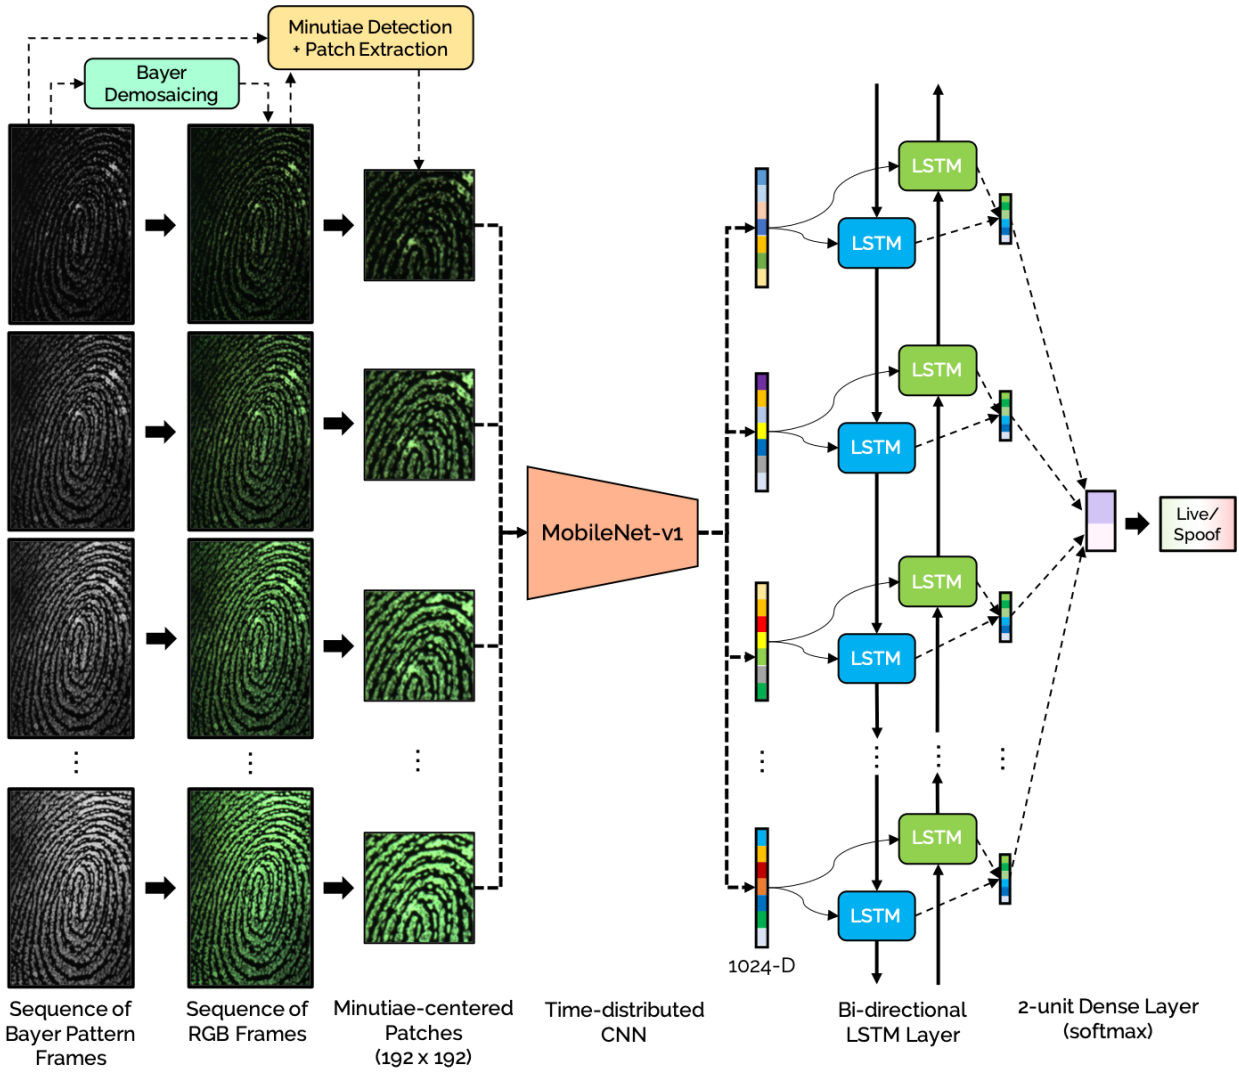 Minutiae Detection
+ Patch Extraction
Bayer
Demosaicing
LSTM
LSTM
LSTM
LSTM
MobileNet-v1
Live/
Spoof
LSTM
LSTM
LSTM
LSTM
1024-D
Sequence of
Bayer Pattern
Frames
Sequence of
RGB Frames
Minutiae-centered
Patches
(192 x 192)
Time-distributed
CNN
Bi-directional
LSTM Layer
2-unit Dense Layer
(softmax)